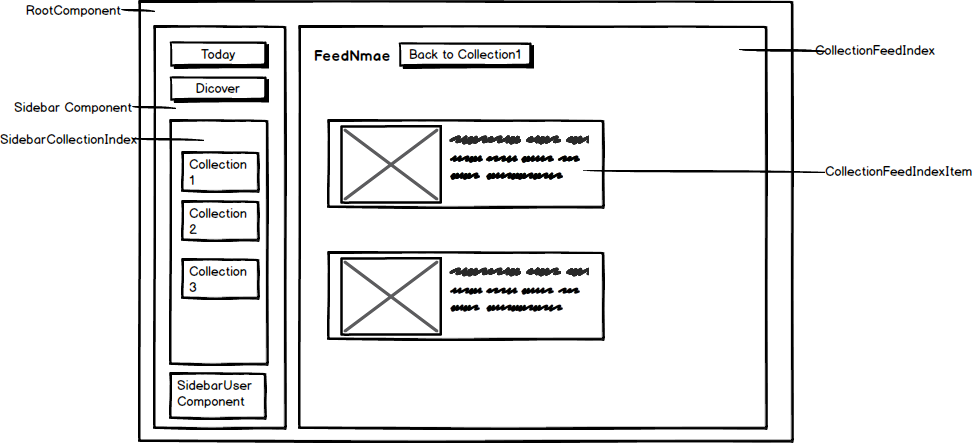 RootComponent
Today
FeedNmae
Back to Collection1
CollectionFeedIndex
Dicover
Sidebar Component
SidebarCollectionIndex
Collection
1
CollectionFeedIndexItem
Collection
2
Collection
3
SidebarUser
Component